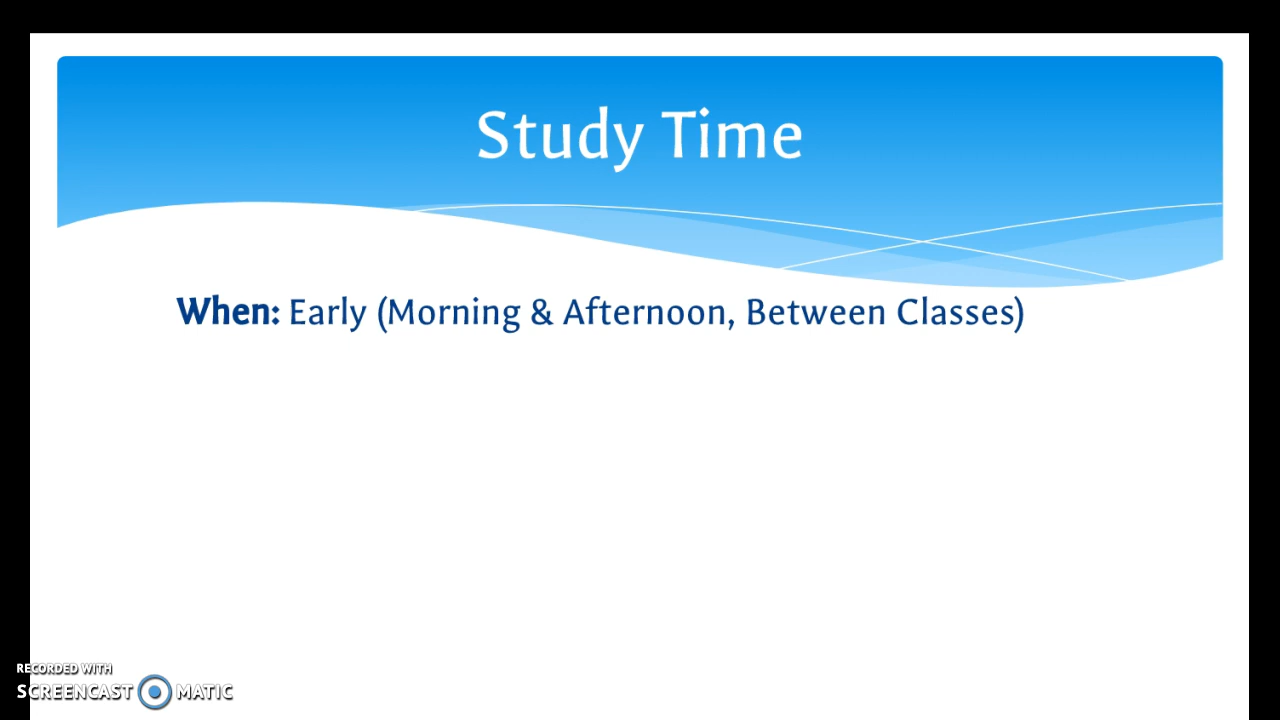 Study Time
When: Early (Morning & Afternoon, Between Classes)
RECORDED WITH
SCREENCAST MATIC